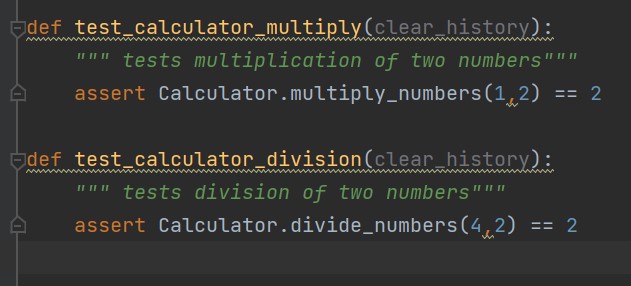 def test_calculator_multiply(clear_history):
    """ tests multiplication of two numbers"""
    assert Calculator.multiply_numbers(1,2) == 2
def test_calculator_division(clear_history):
    """ tests division of two numbers"""
    assert Calculator.divide_numbers(4,2) == 2